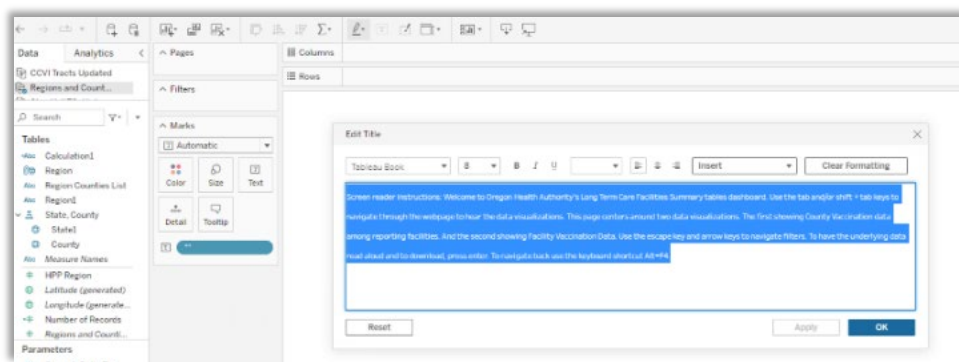 Data Analytics
CCVI Tracts Updated
Regions and Count...
Search
Tables
Abc Calculation1
Region
Abc Region Counties List
Abc Region1
State, County
State1
County
Abc Measure Names
HPP Region
Latitude (generated)
Longitude (generate...
Number of Records
Regions and Counti...
Parameters
Pages
Filters
Marks
Automatic
Color Size Text
Detail Tooltip
Columns
Rows
Edit Title
Tableau Book 8 B I U Insert Clear Formatting
Screen reader instructions: Welcome to Oregon Health Authority's Long Term Care Facilities Summary tables dashboard. Use the tab and/or shift + tab keys to
navigate through the webpage to hear the data visualizations. This page centers around two data visualizations. The first showing County Vaccination data
among reporting facilities. And the second showing Facility Vaccination Data. Use the escape key and arrow keys to navigate filters. To have the underlying data
read aloud and to download, press enter. To navigate back use the keyboard shortcut Alt+F4.
Reset Apply OK